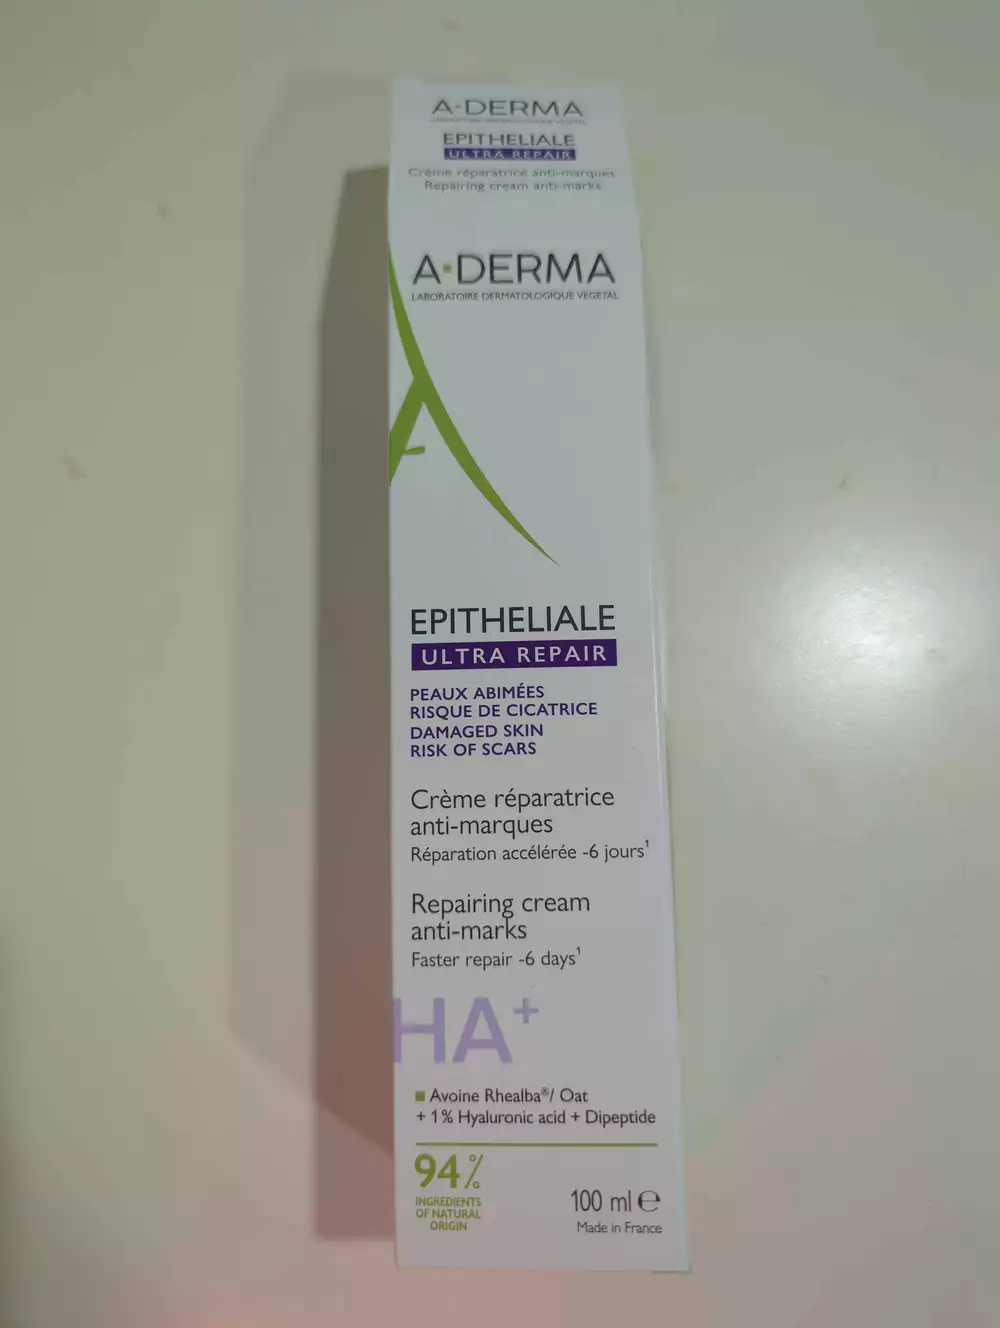 A·DERMA
LABORATOIRE DERMATOLOGIQUE VÉGÉTAL
EPITHELIALE
ULTRA REPAIR
Crème réparatrice anti-marques
Repairing cream anti-marks
A·DERMA
LABORATOIRE DERMATOLOGIQUE VÉGÉTAL
EPITHELIALE
ULTRA REPAIR
PEAUX ABIMÉES
RISQUE DE CICATRICE
DAMAGED SKIN
RISK OF SCARS
Crème réparatrice
anti-marques
Réparation accélérée -6 jours¹
Repairing cream
anti-marks
Faster repair -6 days¹
HA⁺
Avoine Rhealba®/ Oat
+ 1% Hyaluronic acid + Dipeptide
94%
INGREDIENTS
OF NATURAL
ORIGIN
100 ml ℮
Made in France